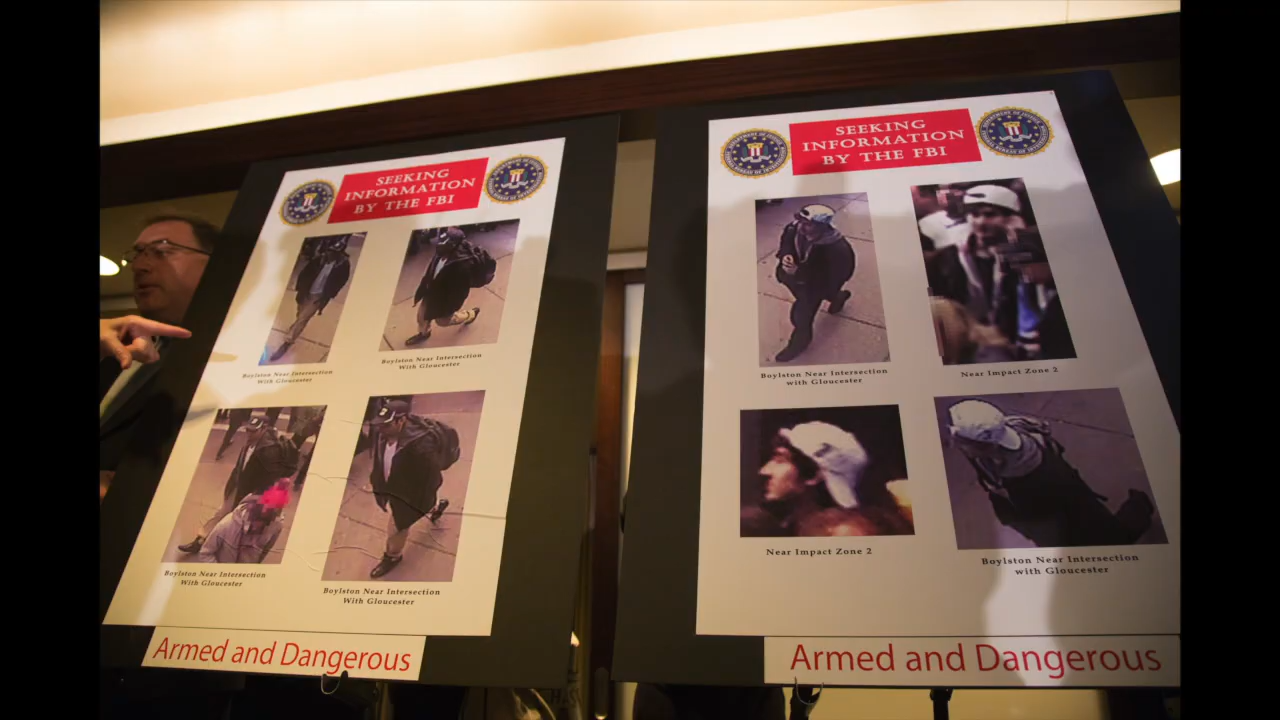 SEEKING
INFORMATION
BY THE FBI
Boylston Near Intersection
With Gloucester
Boylston Near Intersection
With Gloucester
Boylston Near Intersection
With Gloucester
Boylston Near Intersection
With Gloucester
Armed and Dangerous
SEEKING
INFORMATION
BY THE FBI
Boylston Near Intersection
with Gloucester
Near Impact Zone 2
Near Impact Zone 2
Boylston Near Intersection
with Gloucester
Armed and Dangerous